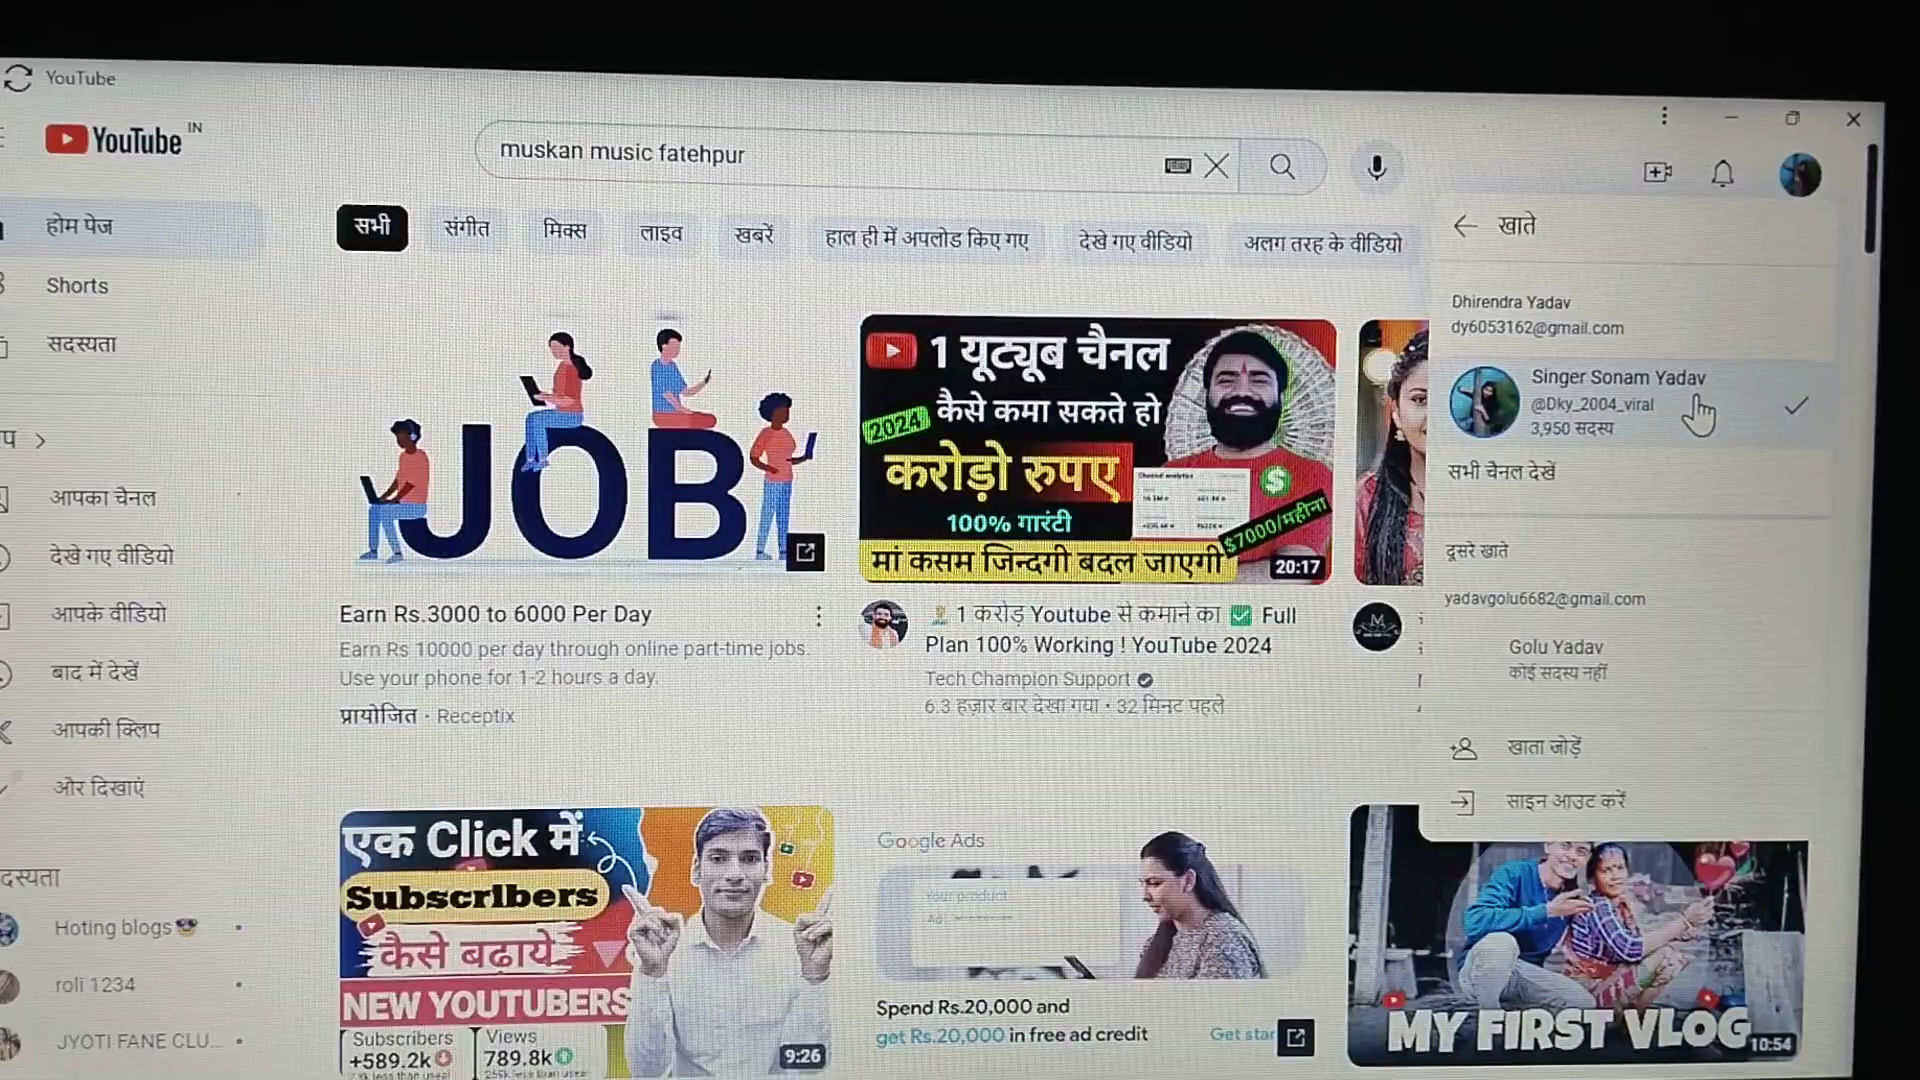 YouTube
YouTube IN
muskan music fatehpur
होम पेज
Shorts
सदस्यता
आपका चैनल
देखे गए वीडियो
आपके वीडियो
बाद में देखें
आपकी क्लिप
और दिखाएं
Hoting blogs
roli 1234
JYOTI FANE CLU...
सभी
संगीत
मिक्स
लाइव
खबरें
हाल ही में अपलोड किए गए
देखे गए वीडियो
अलग तरह के वीडियो
JOB
Earn Rs.3000 to 6000 Per Day
Earn Rs 10000 per day through online part-time jobs.
Use your phone for 1-2 hours a day.
प्रायोजित · Receptix
1 यूट्यूब चैनल
2024 कैसे कमा सकते हो
करोड़ो रुपए
Channel analytics
100% गारंटी
$7000/महीना
मां कसम जिन्दगी बदल जाएगी
20:17
1 करोड़ Youtube से कमाने का ✅ Full
Plan 100% Working ! YouTube 2024
Tech Champion Support
6.3 हज़ार बार देखा गया · 32 मिनट पहले
खाते
Dhirendra Yadav
dy6053162@gmail.com
Singer Sonam Yadav
@Dky_2004_viral
3,950 सदस्य
सभी चैनल देखें
दूसरे खाते
yadavgolu6682@gmail.com
Golu Yadav
कोई सदस्य नहीं
खाता जोड़ें
साइन आउट करें
एक Click में
Subscribers
कैसे बढ़ाये
NEW YOUTUBERS
Subscribers
+589.2k
Views
789.8k
9:26
Google Ads
Your product
Ad
Spend Rs.20,000 and
get Rs.20,000 in free ad credit
Get star
MY FIRST VLOG
10:54